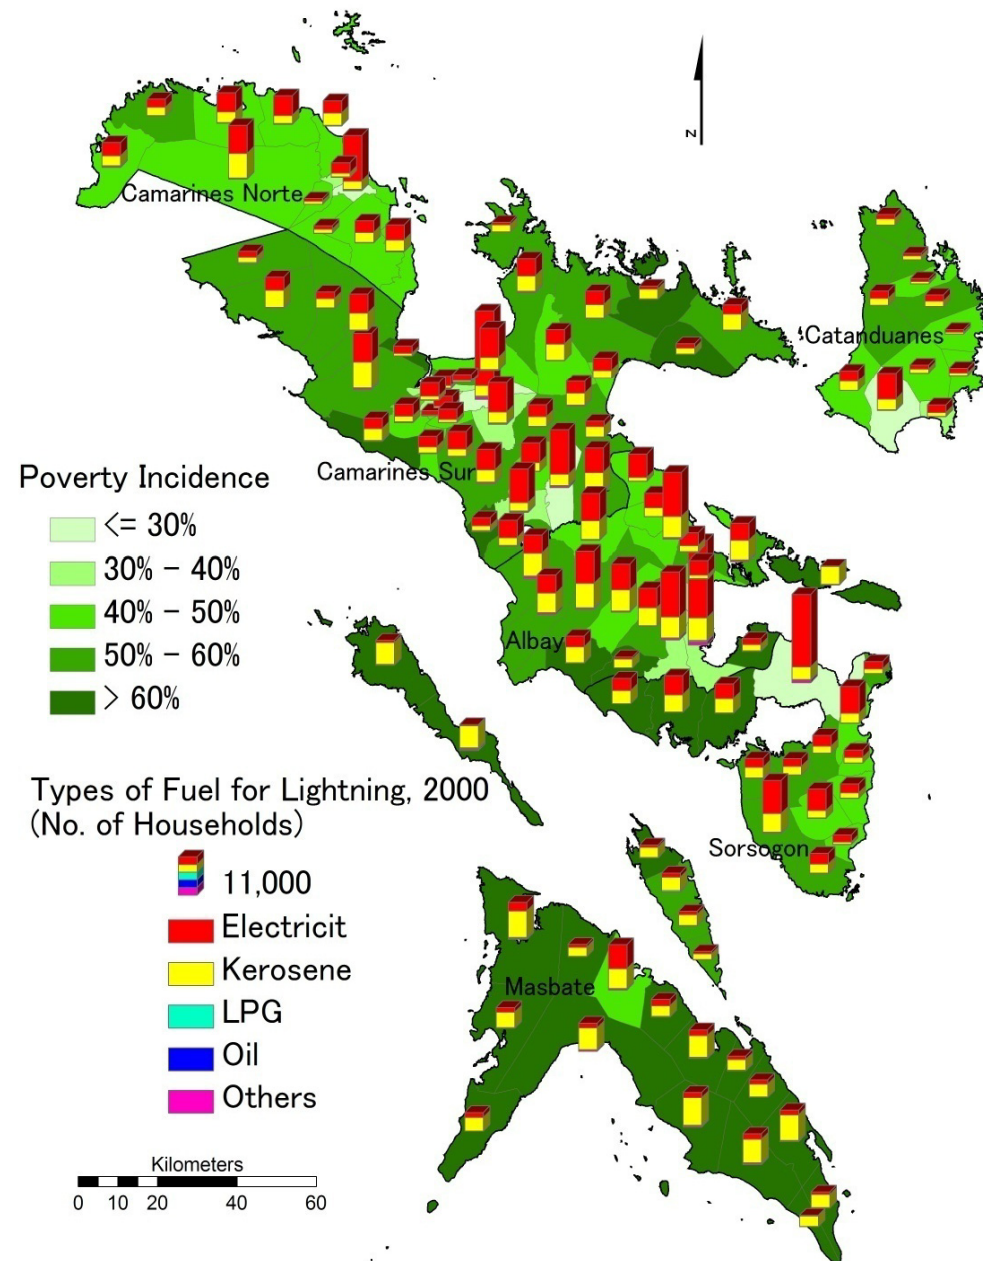 N
Camarines Norte
Catanduanes
Camarines Sur
Poverty Incidence
<= 30%
30% - 40%
40% - 50%
50% - 60%
> 60%
Albay
Types of Fuel for Lightning, 2000
(No. of Households)
11,000
Electricit
Kerosene
LPG
Oil
Others
Sorsogon
Masbate
Kilometers
0 10 20 40 60